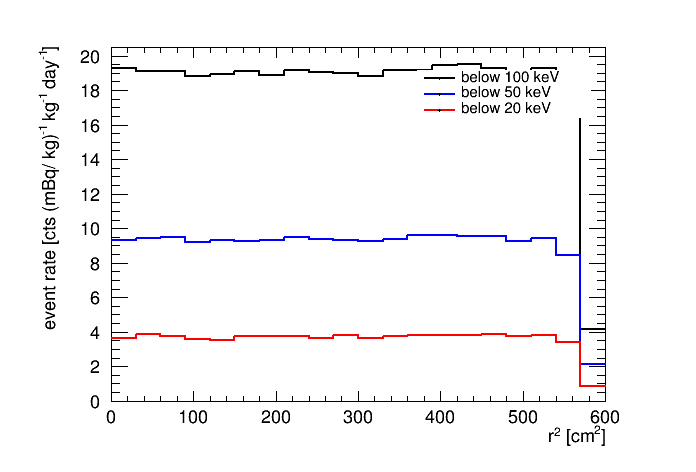 event rate [cts (mBq/ kg)⁻¹ kg⁻¹ day⁻¹]
20
18
16
14
12
10
8
6
4
2
0
below 100 keV
below 50 keV
below 20 keV
0 100 200 300 400 500 600
r² [cm²]